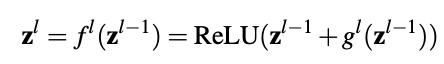 𝐳^l = f^l(𝐳^{l−1}) = ReLU(𝐳^{l−1} + g^l(𝐳^{l−1}))